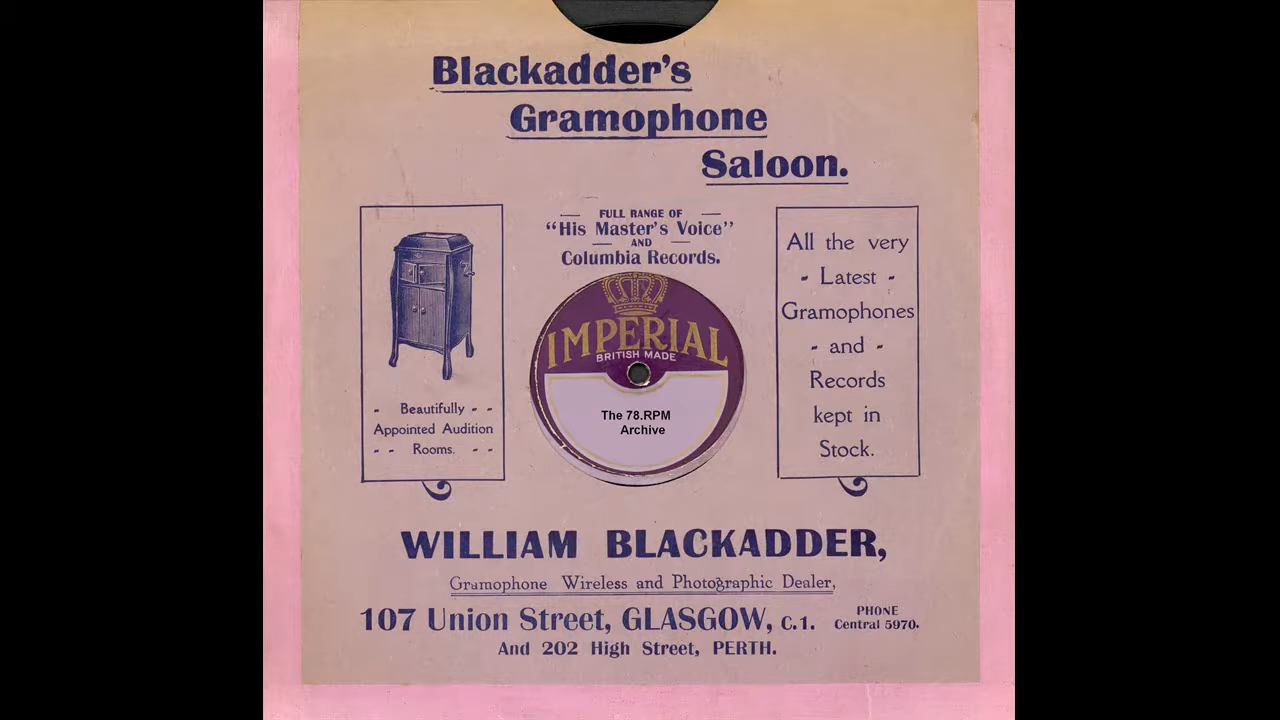 Blackadder's
Gramophone
Saloon.
FULL RANGE OF
"His Master's Voice"
AND
Columbia Records.
- Beautifully - -
Appointed Audition
- - Rooms. - -
IMPERIAL
BRITISH MADE
The 78.RPM
Archive
All the very
- Latest -
Gramophones
- and -
Records
kept in
Stock.
WILLIAM BLACKADDER,
Gramophone Wireless and Photographic Dealer,
107 Union Street, GLASGOW, C.1.
PHONE
Central 5970.
And 202 High Street, PERTH.